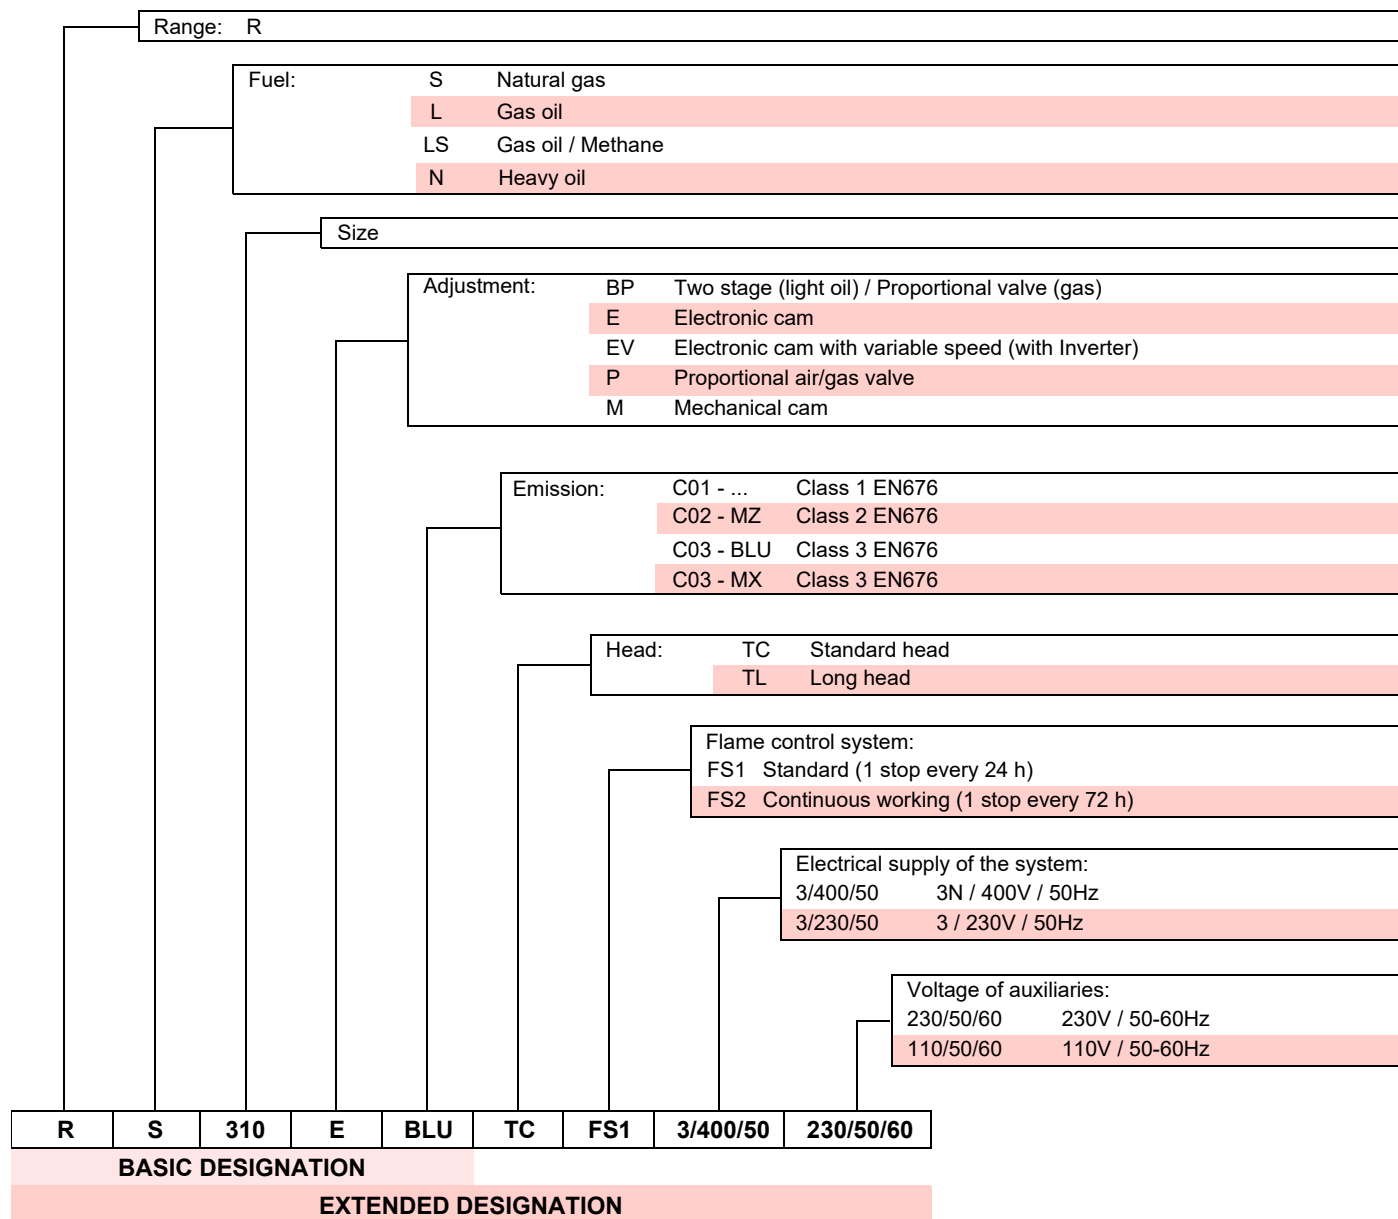 Range: R
Fuel: S Natural gas
L Gas oil
LS Gas oil / Methane
N Heavy oil
Size
Adjustment: BP Two stage (light oil) / Proportional valve (gas)
E Electronic cam
EV Electronic cam with variable speed (with Inverter)
P Proportional air/gas valve
M Mechanical cam
Emission: C01 - ... Class 1 EN676
C02 - MZ Class 2 EN676
C03 - BLU Class 3 EN676
C03 - MX Class 3 EN676
Head: TC Standard head
TL Long head
Flame control system:
FS1 Standard (1 stop every 24 h)
FS2 Continuous working (1 stop every 72 h)
Electrical supply of the system:
3/400/50 3N / 400V / 50Hz
3/230/50 3 / 230V / 50Hz
Voltage of auxiliaries:
230/50/60 230V / 50-60Hz
110/50/60 110V / 50-60Hz
R S 310 E BLU TC FS1 3/400/50 230/50/60
BASIC DESIGNATION
EXTENDED DESIGNATION